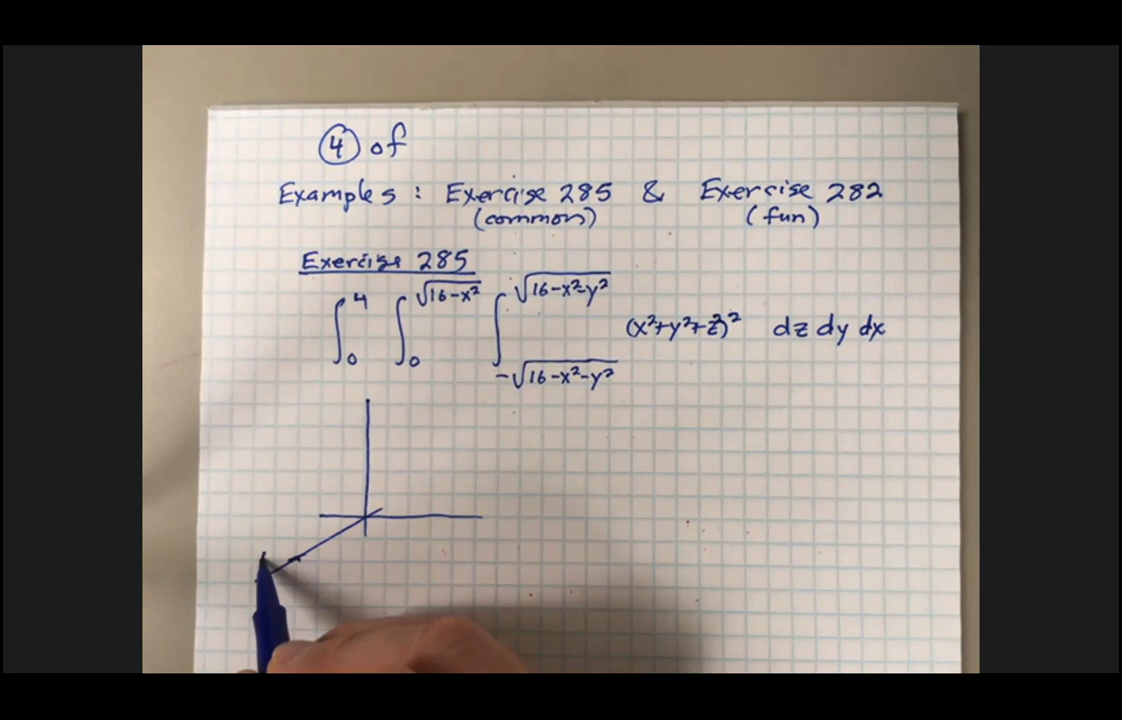 ④ of
Examples : Exercise 285 & Exercise 282
(common) (fun)
Exercise 285
∫₀⁴ ∫₀^√(16-x²) ∫_{-√(16-x²-y²)}^{√(16-x²-y²)} (x²+y²+z²)² dz dy dx